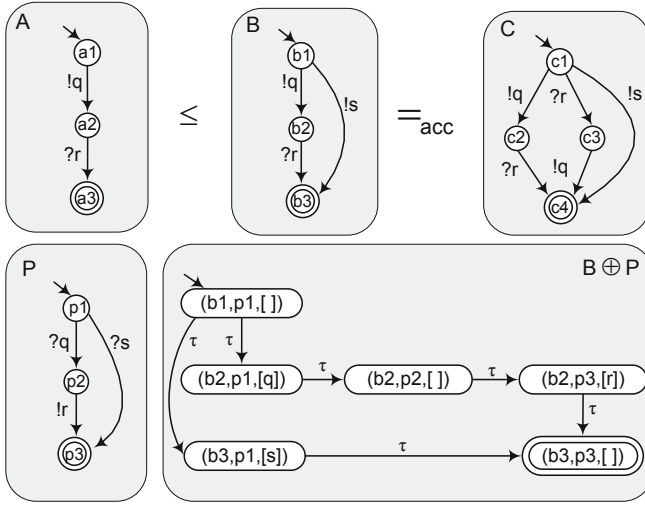 A
a1
!q
a2
?r
a3
≤
B
b1
!q
!s
b2
?r
b3
=acc
C
c1
!q
?r
!s
c2
c3
?r
!q
c4
P
p1
?q
?s
p2
!r
p3
B ⊕ P
(b1,p1,[ ])
τ
τ
(b2,p1,[q])
τ
(b2,p2,[ ])
τ
(b2,p3,[r])
τ
(b3,p1,[s])
τ
(b3,p3,[ ])